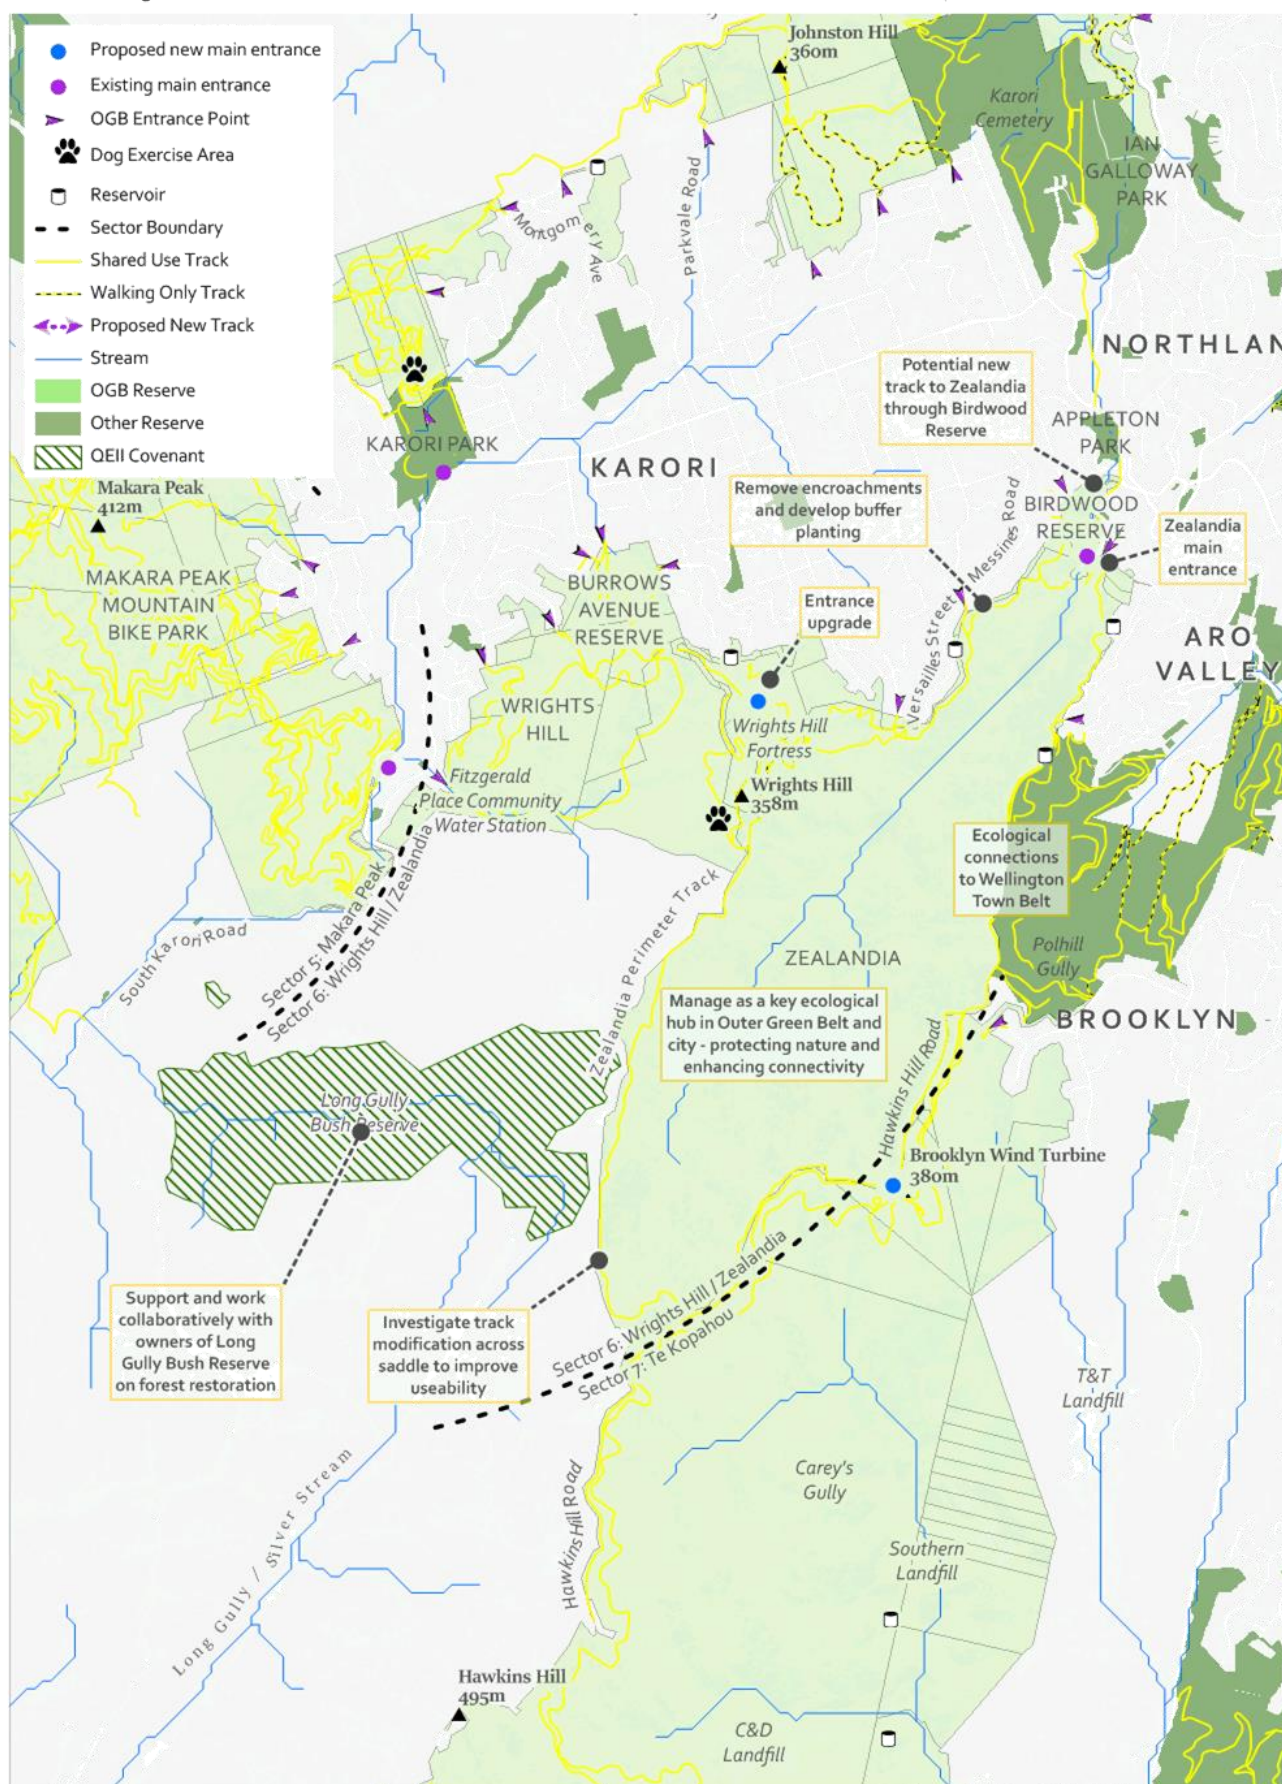 Proposed new main entrance
Existing main entrance
OGB Entrance Point
Dog Exercise Area
Reservoir
Sector Boundary
Shared Use Track
Walking Only Track
Proposed New Track
Stream
OGB Reserve
Other Reserve
QEII Covenant
Johnston Hill
360m
Karori
Cemetery
IAN
GALLOWAY
PARK
Parkvale Road
Montgomery Ave
NORTHLAN
Potential new
track to Zealandia
through Birdwood
Reserve
APPLETON
PARK
KARORI PARK
KARORI
Makara Peak
412m
Remove encroachments
and develop buffer
planting
Messines Road
BIRDWOOD
RESERVE
Zealandia
main
entrance
MAKARA PEAK
MOUNTAIN
BIKE PARK
BURROWS
AVENUE
RESERVE
Entrance
upgrade
Versailles Street
ARO
VALLEY
WRIGHTS
HILL
Wrights Hill
Fortress
Fitzgerald
Place Community
Water Station
Wrights Hill
358m
Ecological
connections
to Wellington
Town Belt
Sector 5: Makara Peak
Sector 6: Wrights Hill / Zealandia
South Karori Road
Zealandia Perimeter Track
ZEALANDIA
Polhill
Gully
Manage as a key ecological
hub in Outer Green Belt and
city - protecting nature and
enhancing connectivity
BROOKLYN
Hawkins Hill Road
Long Gully
Bush Reserve
Brooklyn Wind Turbine
380m
Support and work
collaboratively with
owners of Long
Gully Bush Reserve
on forest restoration
Investigate track
modification across
saddle to improve
useability
Sector 6: Wrights Hill / Zealandia
Sector 7: Te Kopahou
T&T
Landfill
Carey's
Gully
Hawkins Hill Road
Long Gully / Silver Stream
Southern
Landfill
Hawkins Hill
495m
C&D
Landfill